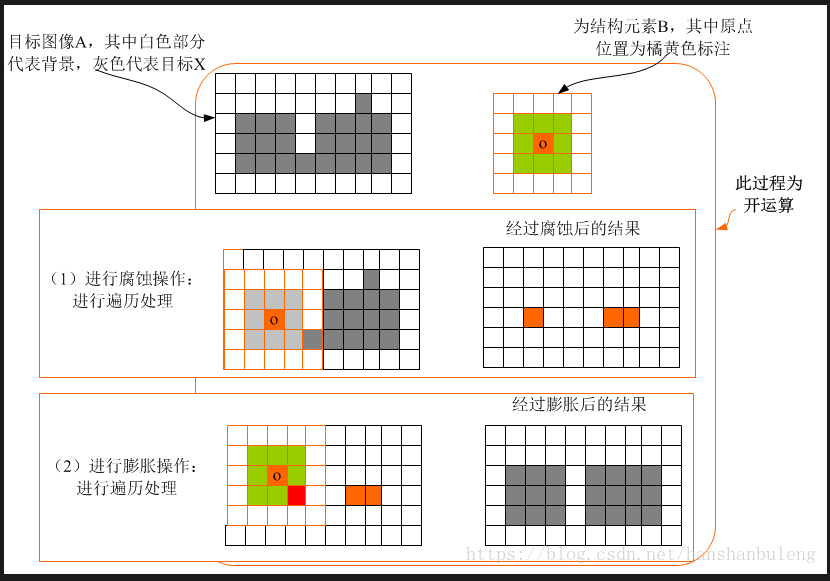 目标图像A，其中白色部分
代表背景，灰色代表目标X
为结构元素B，其中原点
位置为橘黄色标注
o
此过程为
开运算
（1）进行腐蚀操作：
进行遍历处理
o
经过腐蚀后的结果
（2）进行膨胀操作：
进行遍历处理
o
经过膨胀后的结果
https://blog.csdn.net/hanshanbuleng